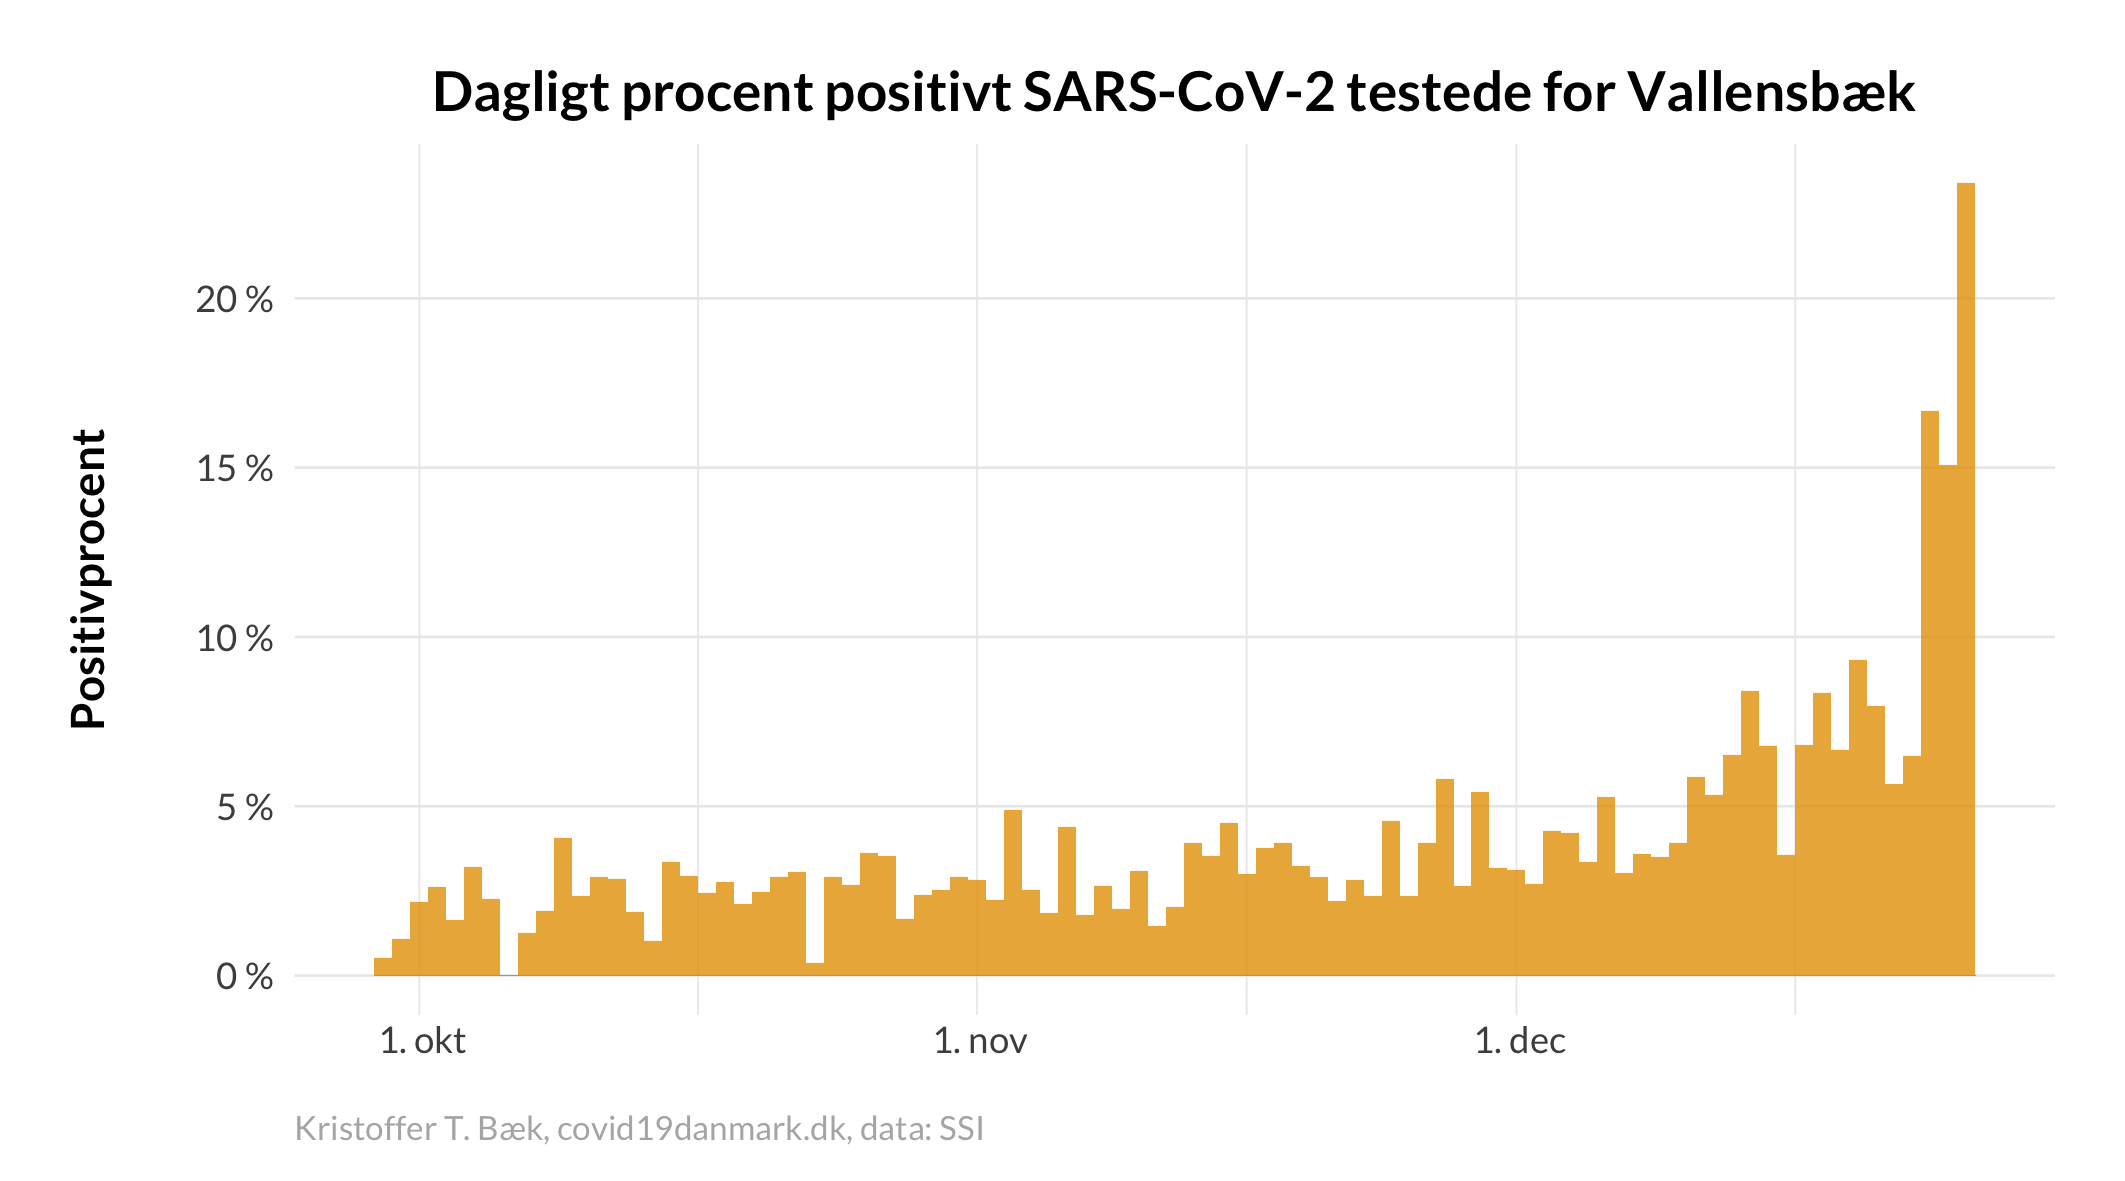 Dagligt procent positivt SARS-CoV-2 testede for Vallensbæk
Positivprocent
20 %
15 %
10 %
5 %
0 %
1. okt
1. nov
1. dec
Kristoffer T. Bæk, covid19danmark.dk, data: SSI